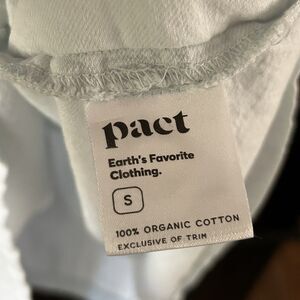 pact
Earth's Favorite
Clothing.
S
100% ORGANIC COTTON
EXCLUSIVE OF TRIM